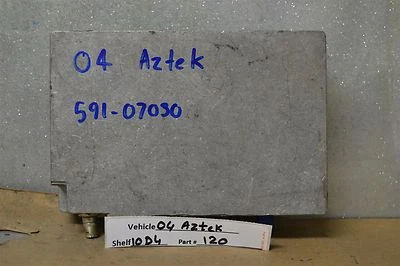 04 Aztek
591-07030
Vehicle 04 Aztek
Shelf 10D4 Part # 120